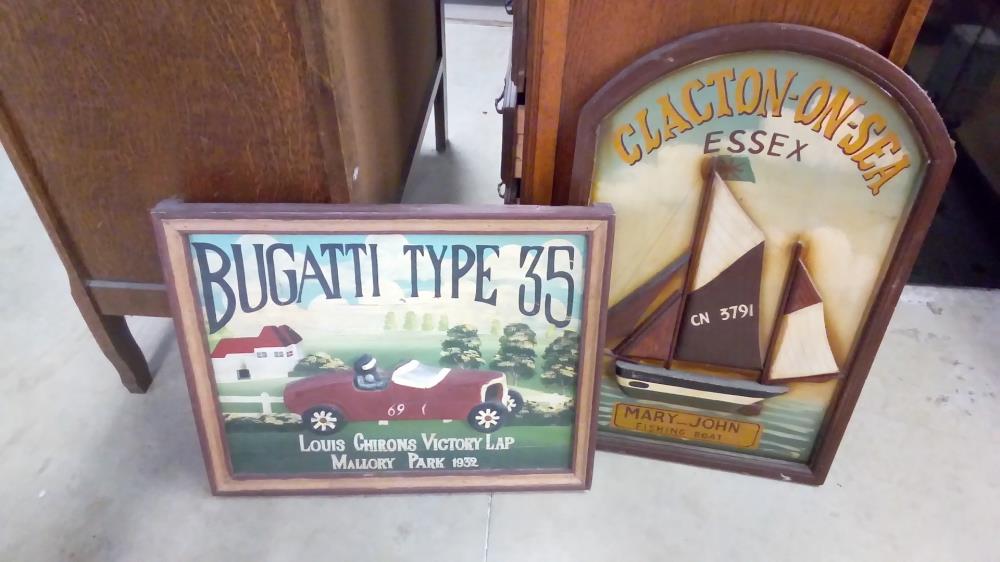 BUGATTI TYPE 35
69
LOUIS CHIRONS VICTORY LAP
MALLORY PARK 1932
CLACTON-ON-SEA
ESSEX
CN 3791
MARY-JOHN
FISHING BOAT